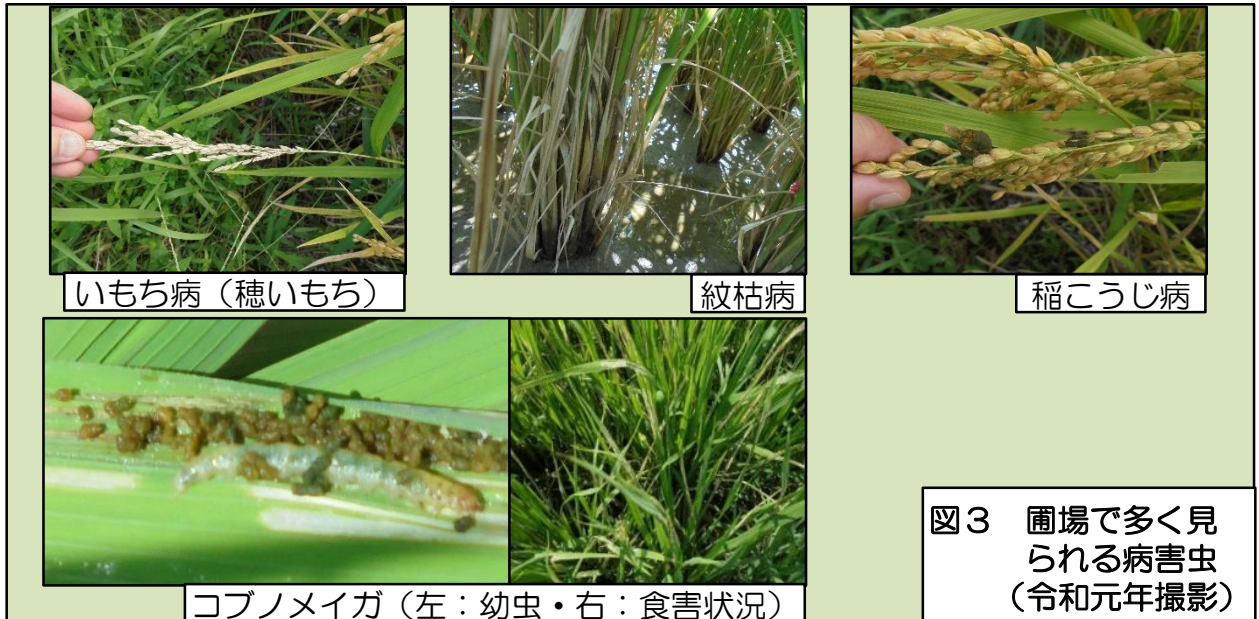 いもち病（穂いもち）
紋枯病
稲こうじ病
コブノメイガ（左：幼虫・右：食害状況）
図３　圃場で多く見
られる病害虫
（令和元年撮影）